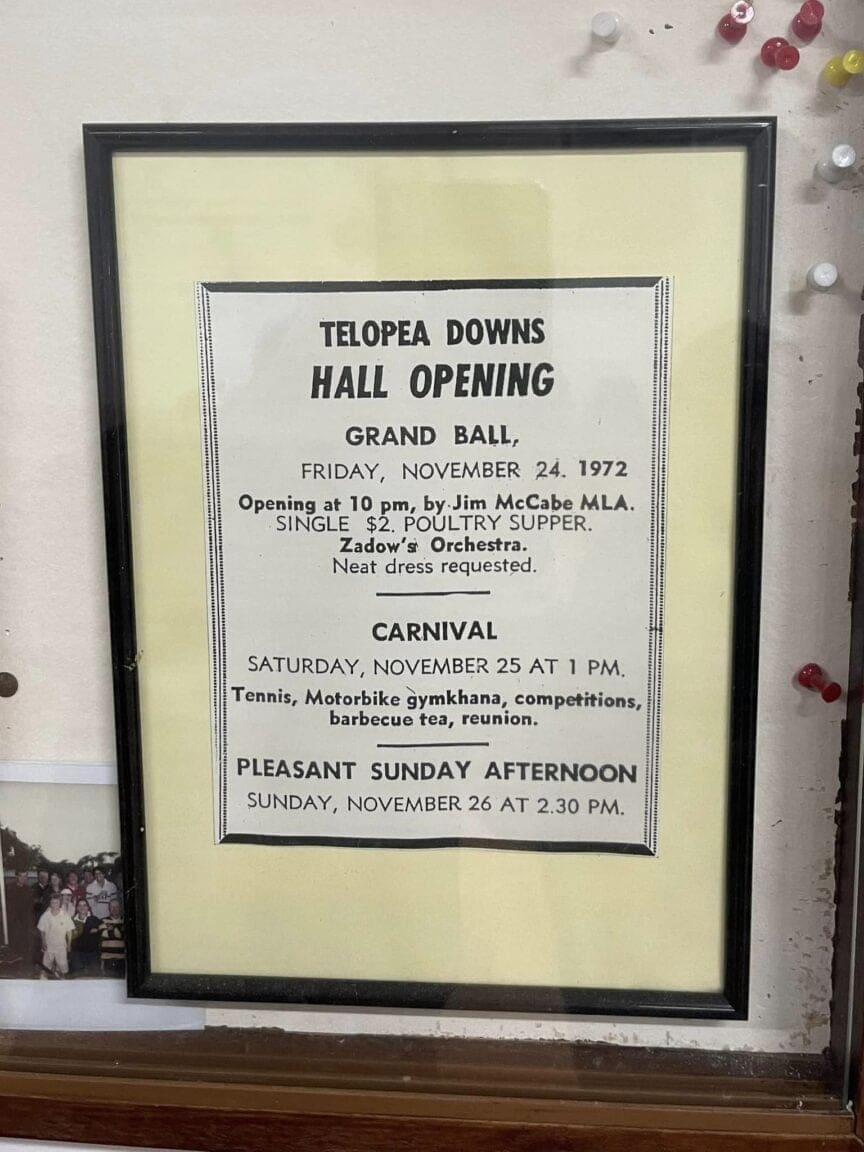 TELOPEA DOWNS
HALL OPENING
GRAND BALL,
FRIDAY, NOVEMBER 24. 1972
Opening at 10 pm, by Jim McCabe MLA.
SINGLE $2. POULTRY SUPPER.
Zadow's Orchestra.
Neat dress requested.
CARNIVAL
SATURDAY, NOVEMBER 25 AT 1 PM.
Tennis, Motorbike gymkhana, competitions,
barbecue tea, reunion.
PLEASANT SUNDAY AFTERNOON
SUNDAY, NOVEMBER 26 AT 2.30 PM.